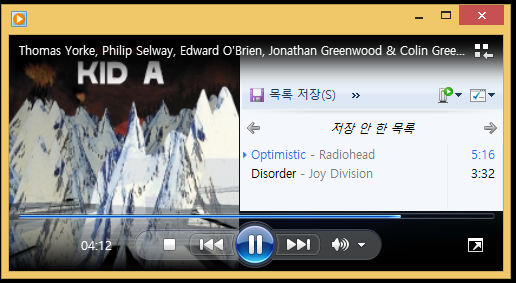 Thomas Yorke, Philip Selway, Edward O'Brien, Jonathan Greenwood & Colin Gree...
KID A
목록 저장(S) »
저장 안 한 목록
Optimistic - Radiohead 5:16
Disorder - Joy Division 3:32
04:12